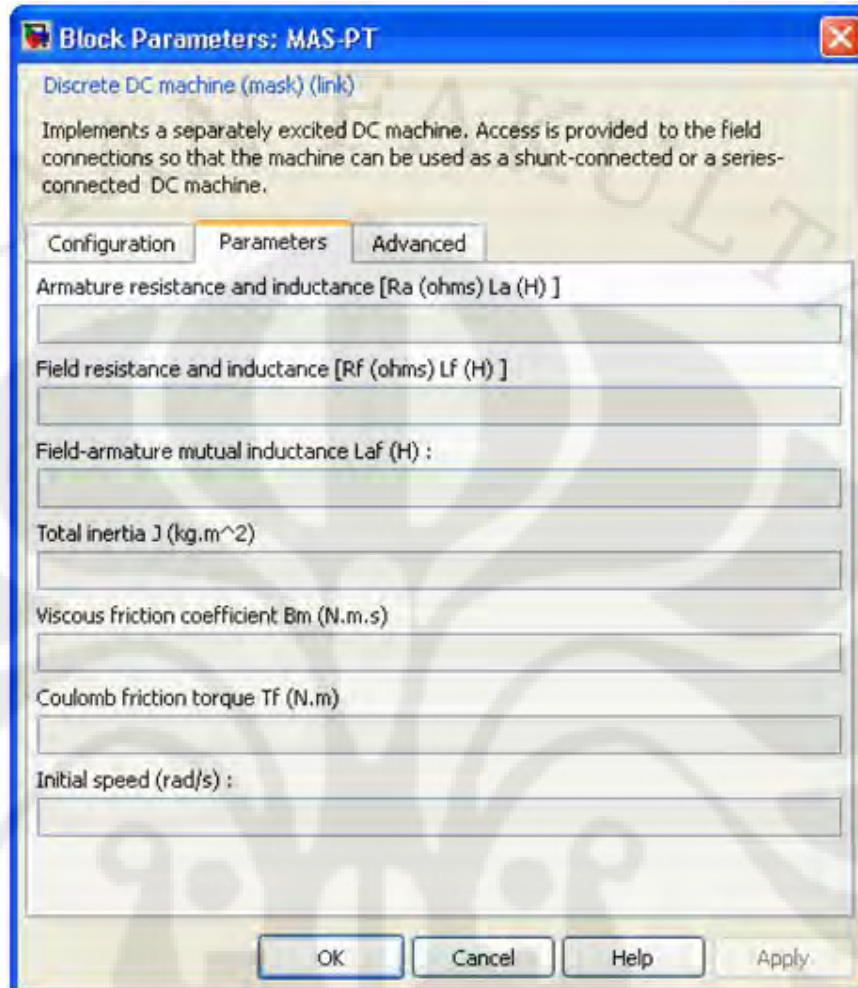 Block Parameters: MAS-PT
Discrete DC machine (mask) (link)
Implements a separately excited DC machine. Access is provided to the field
connections so that the machine can be used as a shunt-connected or a series-
connected DC machine.
Configuration Parameters Advanced
Armature resistance and inductance [Ra (ohms) La (H) ]
Field resistance and inductance [Rf (ohms) Lf (H) ]
Field-armature mutual inductance Laf (H) :
Total inertia J (kg.m^2)
Viscous friction coefficient Bm (N.m.s)
Coulomb friction torque Tf (N.m)
Initial speed (rad/s) :
OK Cancel Help Apply